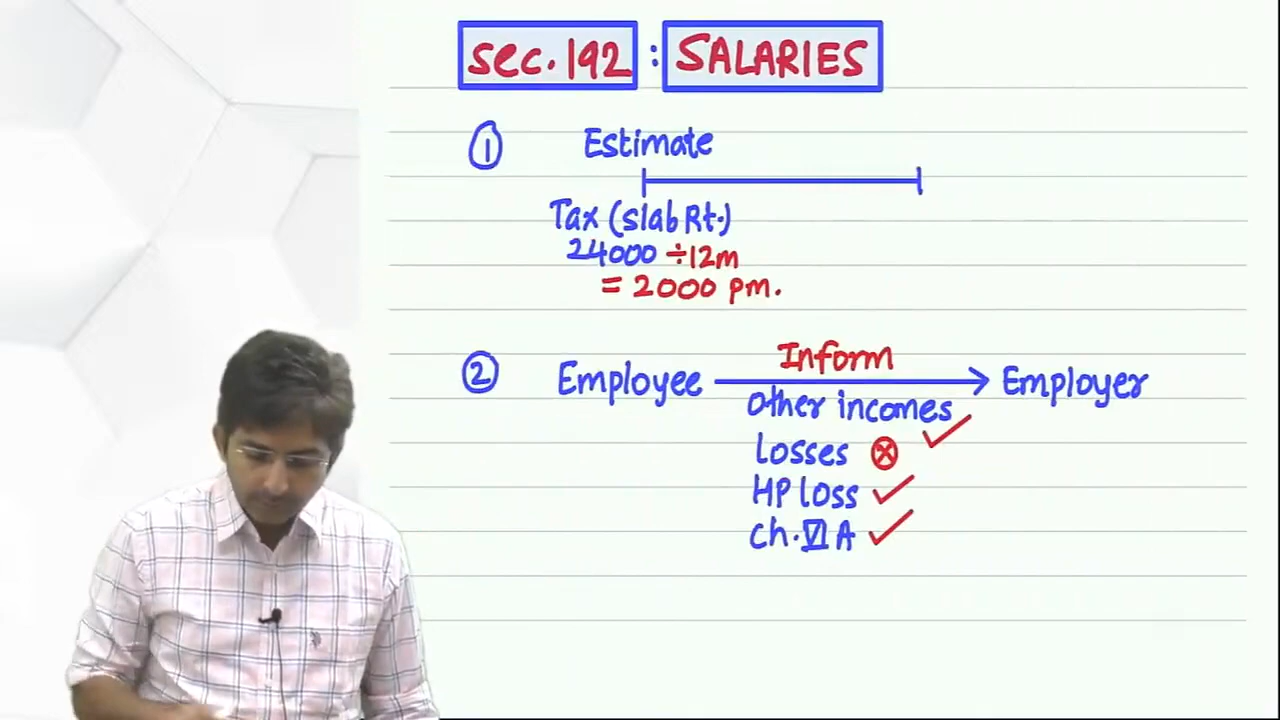 sec. 192 : SALARIES
① Estimate
Tax (slab Rt.)
24000 ÷12m
= 2000 pm.
② Employee Inform Employer
Other incomes
Losses
HP loss
Ch. VI A